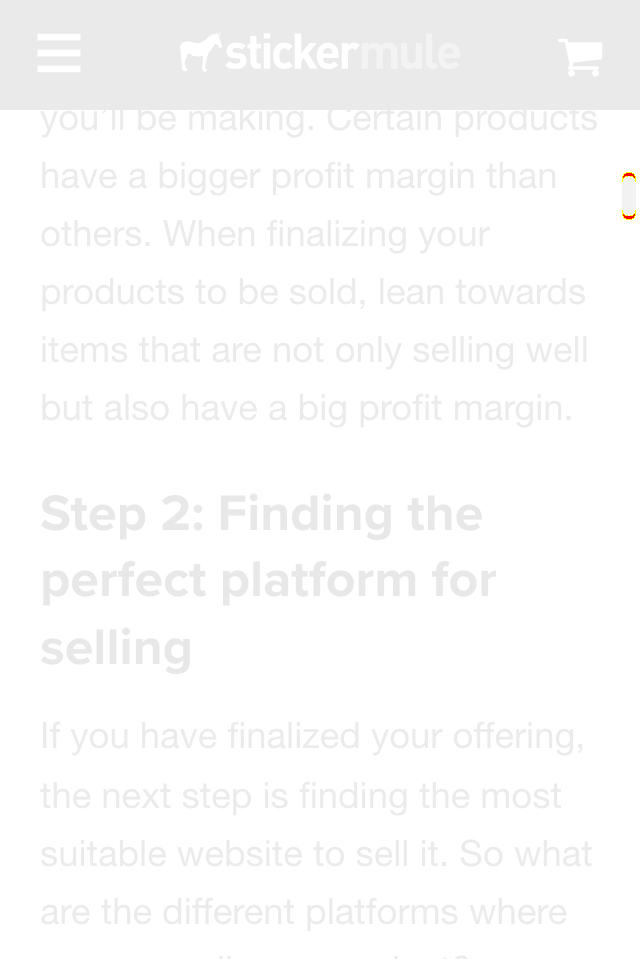 stickermule
you'll be making. Certain products
have a bigger profit margin than
others. When finalizing your
products to be sold, lean towards
items that are not only selling well
but also have a big profit margin.
Step 2: Finding the
perfect platform for
selling
If you have finalized your offering,
the next step is finding the most
suitable website to sell it. So what
are the different platforms where